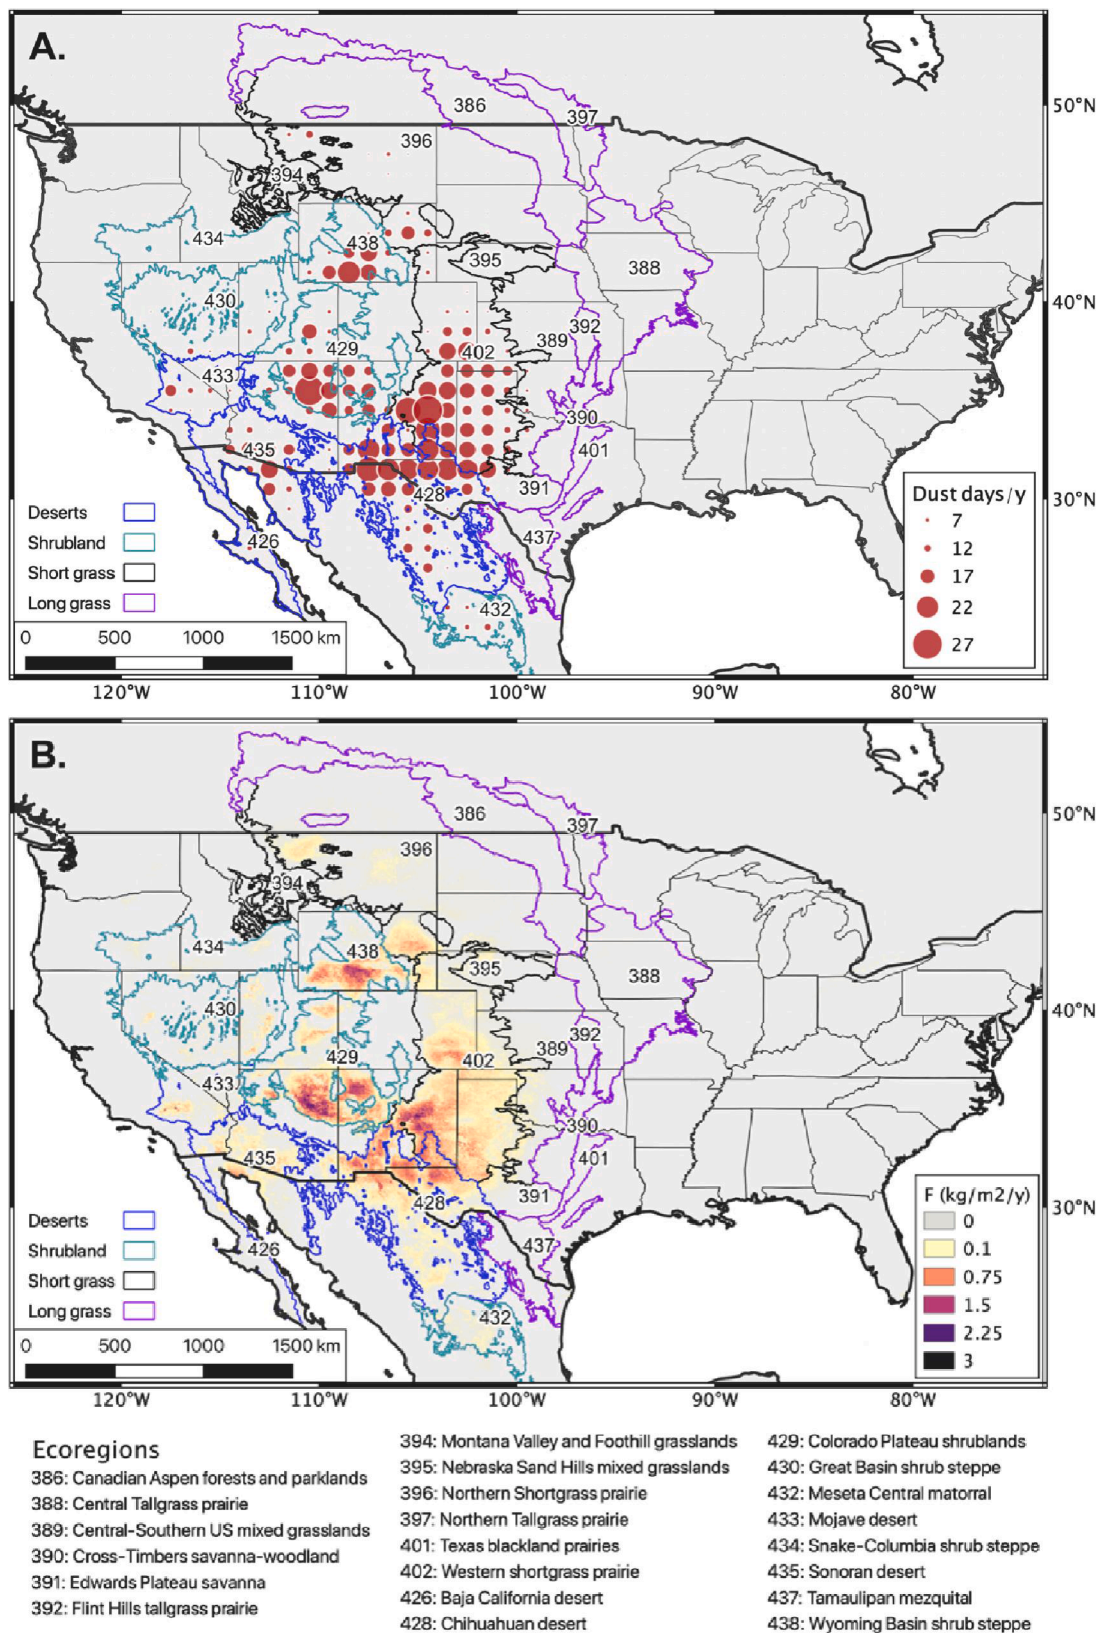 A.
386
397
50°N
396
394
434
438
395
388
430
40°N
392
389
429
402
433
390
435
401
391
428
30°N
437
426
432
Deserts
Shrubland
Short grass
Long grass
0 500 1000 1500 km
Dust days/y
7
12
17
22
27
120°W 110°W 100°W 90°W 80°W
B.
386
397
50°N
396
394
434
438
395
388
430
40°N
392
389
429
402
433
390
435
401
391
428
30°N
437
426
432
Deserts
Shrubland
Short grass
Long grass
0 500 1000 1500 km
F (kg/m2/y)
0
0.1
0.75
1.5
2.25
3
120°W 110°W 100°W 90°W 80°W
Ecoregions
386: Canadian Aspen forests and parklands
388: Central Tallgrass prairie
389: Central-Southern US mixed grasslands
390: Cross-Timbers savanna-woodland
391: Edwards Plateau savanna
392: Flint Hills tallgrass prairie
394: Montana Valley and Foothill grasslands
395: Nebraska Sand Hills mixed grasslands
396: Northern Shortgrass prairie
397: Northern Tallgrass prairie
401: Texas blackland prairies
402: Western shortgrass prairie
426: Baja California desert
428: Chihuahuan desert
429: Colorado Plateau shrublands
430: Great Basin shrub steppe
432: Meseta Central matorral
433: Mojave desert
434: Snake-Columbia shrub steppe
435: Sonoran desert
437: Tamaulipan mezquital
438: Wyoming Basin shrub steppe